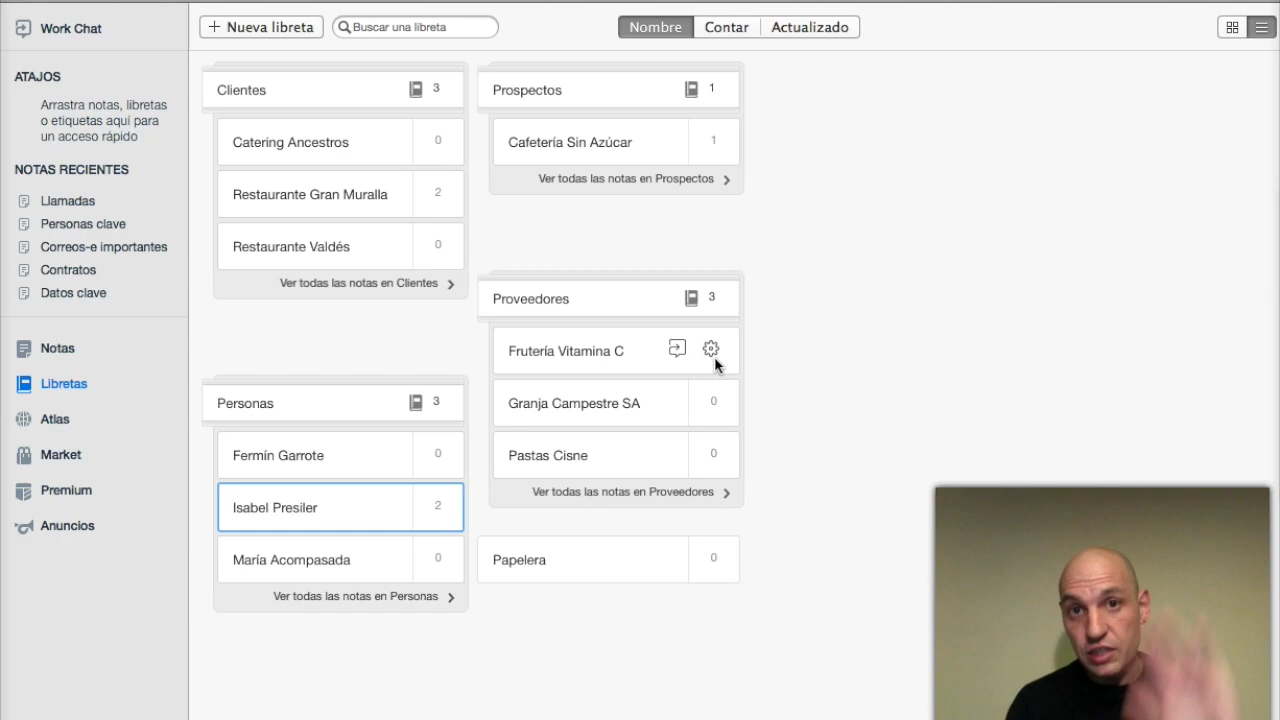 Work Chat
ATAJOS
Arrastra notas, libretas
o etiquetas aquí para
un acceso rápido
NOTAS RECIENTES
Llamadas
Personas clave
Correos-e importantes
Contratos
Datos clave
Notas
Libretas
Atlas
Market
Premium
Anuncios
+ Nueva libreta
Buscar una libreta
Nombre
Contar
Actualizado
Clientes 3
Catering Ancestros 0
Restaurante Gran Muralla 2
Restaurante Valdés 0
Ver todas las notas en Clientes
Personas 3
Fermín Garrote 0
Isabel Presiler 2
María Acompasada 0
Ver todas las notas en Personas
Prospectos 1
Cafetería Sin Azúcar 1
Ver todas las notas en Prospectos
Proveedores 3
Frutería Vitamina C
Granja Campestre SA 0
Pastas Cisne 0
Ver todas las notas en Proveedores
Papelera 0